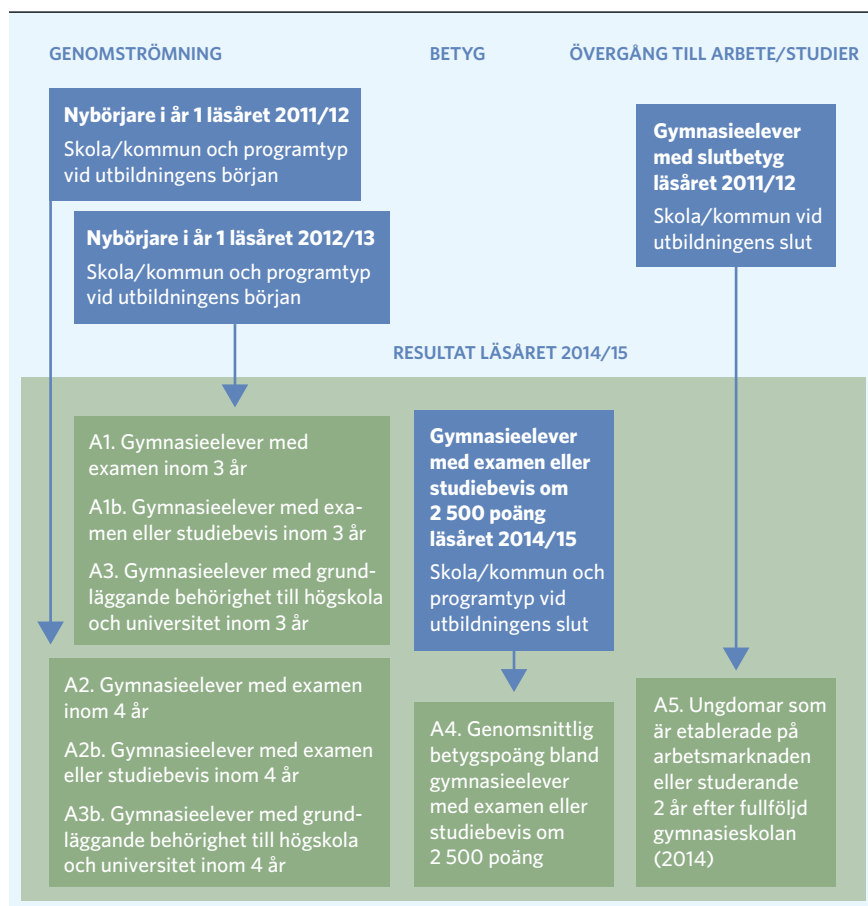 GENOMSTRÖMNING
BETYG
ÖVERGÅNG TILL ARBETE/STUDIER
Nybörjare i år 1 läsåret 2011/12
Skola/kommun och programtyp
vid utbildningens början
Nybörjare i år 1 läsåret 2012/13
Skola/kommun och programtyp
vid utbildningens början
Gymnasieelever
med slutbetyg
läsåret 2011/12
Skola/kommun vid
utbildningens slut
RESULTAT LÄSÅRET 2014/15
A1. Gymnasieelever med
examen inom 3 år
A1b. Gymnasieelever med exa-
men eller studiebevis inom 3 år
A3. Gymnasieelever med grund-
läggande behörighet till högskola
och universitet inom 3 år
A2. Gymnasieelever med examen
inom 4 år
A2b. Gymnasieelever med examen
eller studiebevis inom 4 år
A3b. Gymnasieelever med grund-
läggande behörighet till högskola
och universitet inom 4 år
Gymnasieelever
med examen eller
studiebevis om
2 500 poäng
läsåret 2014/15
Skola/kommun och
programtyp vid
utbildningens slut
A4. Genomsnittlig
betygspoäng bland
gymnasieelever
med examen eller
studiebevis om
2 500 poäng
A5. Ungdomar som
är etablerade på
arbetsmarknaden
eller studerande
2 år efter fullföljd
gymnasieskolan
(2014)